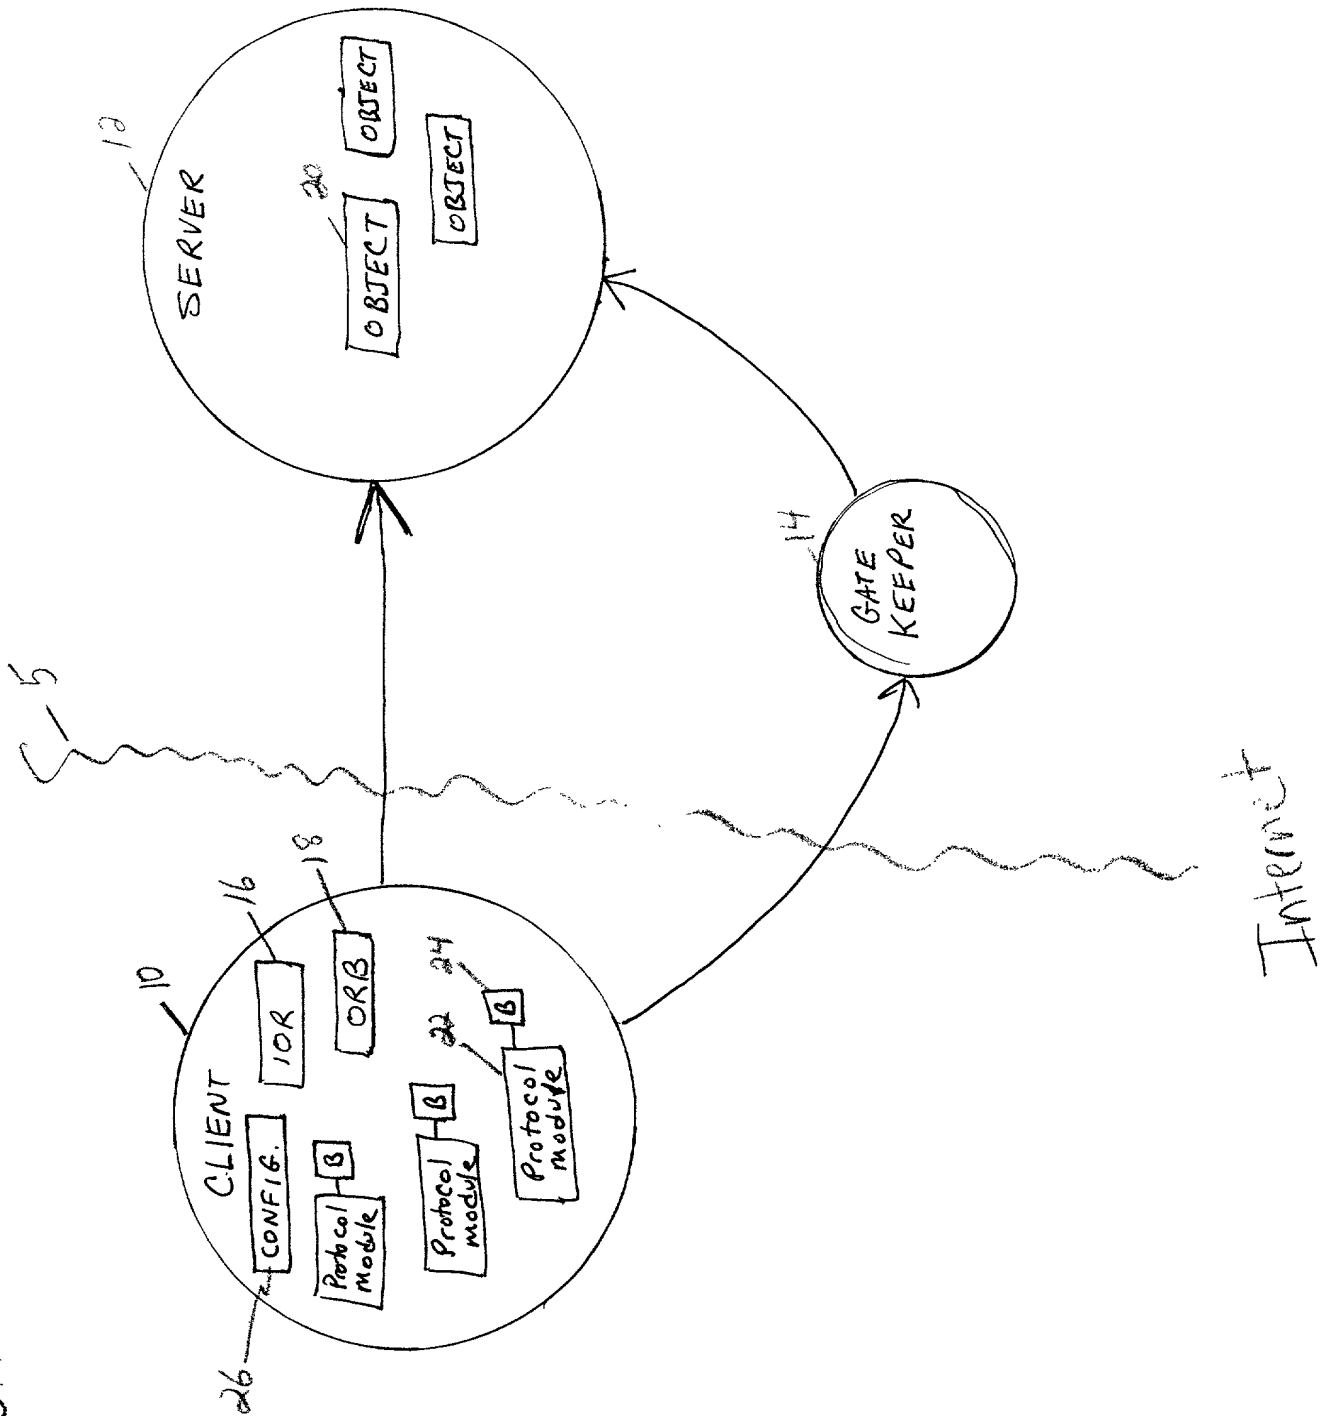 5
10
CLIENT
26
CONFIG.
IOR
16
ORB
18
Protocol
module
B
Protocol
module
B
22
24
Protocol
module
B
12
SERVER
20
OBJECT
OBJECT
OBJECT
14
GATE
KEEPER
Internet